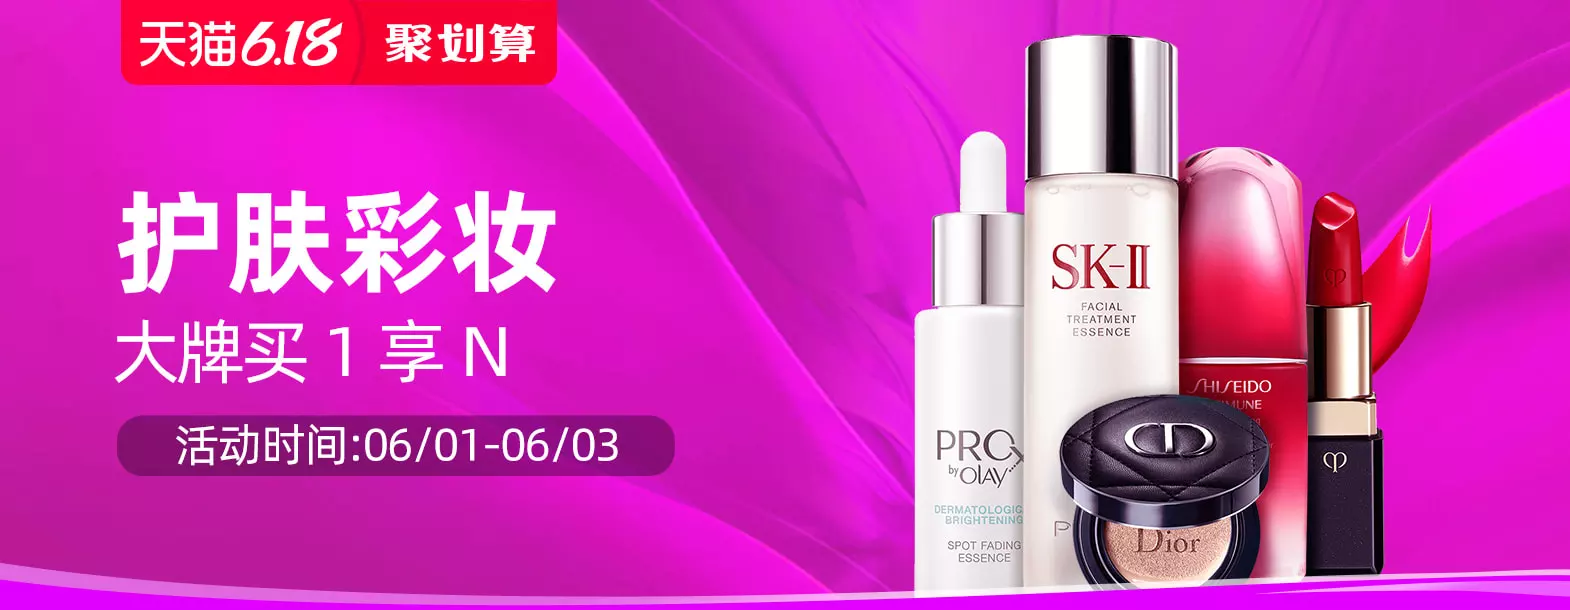 天猫6.18 聚划算
护肤彩妆
大牌买 1 享 N
活动时间:06/01-06/03
SK-II
FACIAL
TREATMENT
ESSENCE
SHISEIDO
PRO
by OLAY
DERMATOLOGIC
BRIGHTENING
SPOT FADING
ESSENCE
CD
Dior